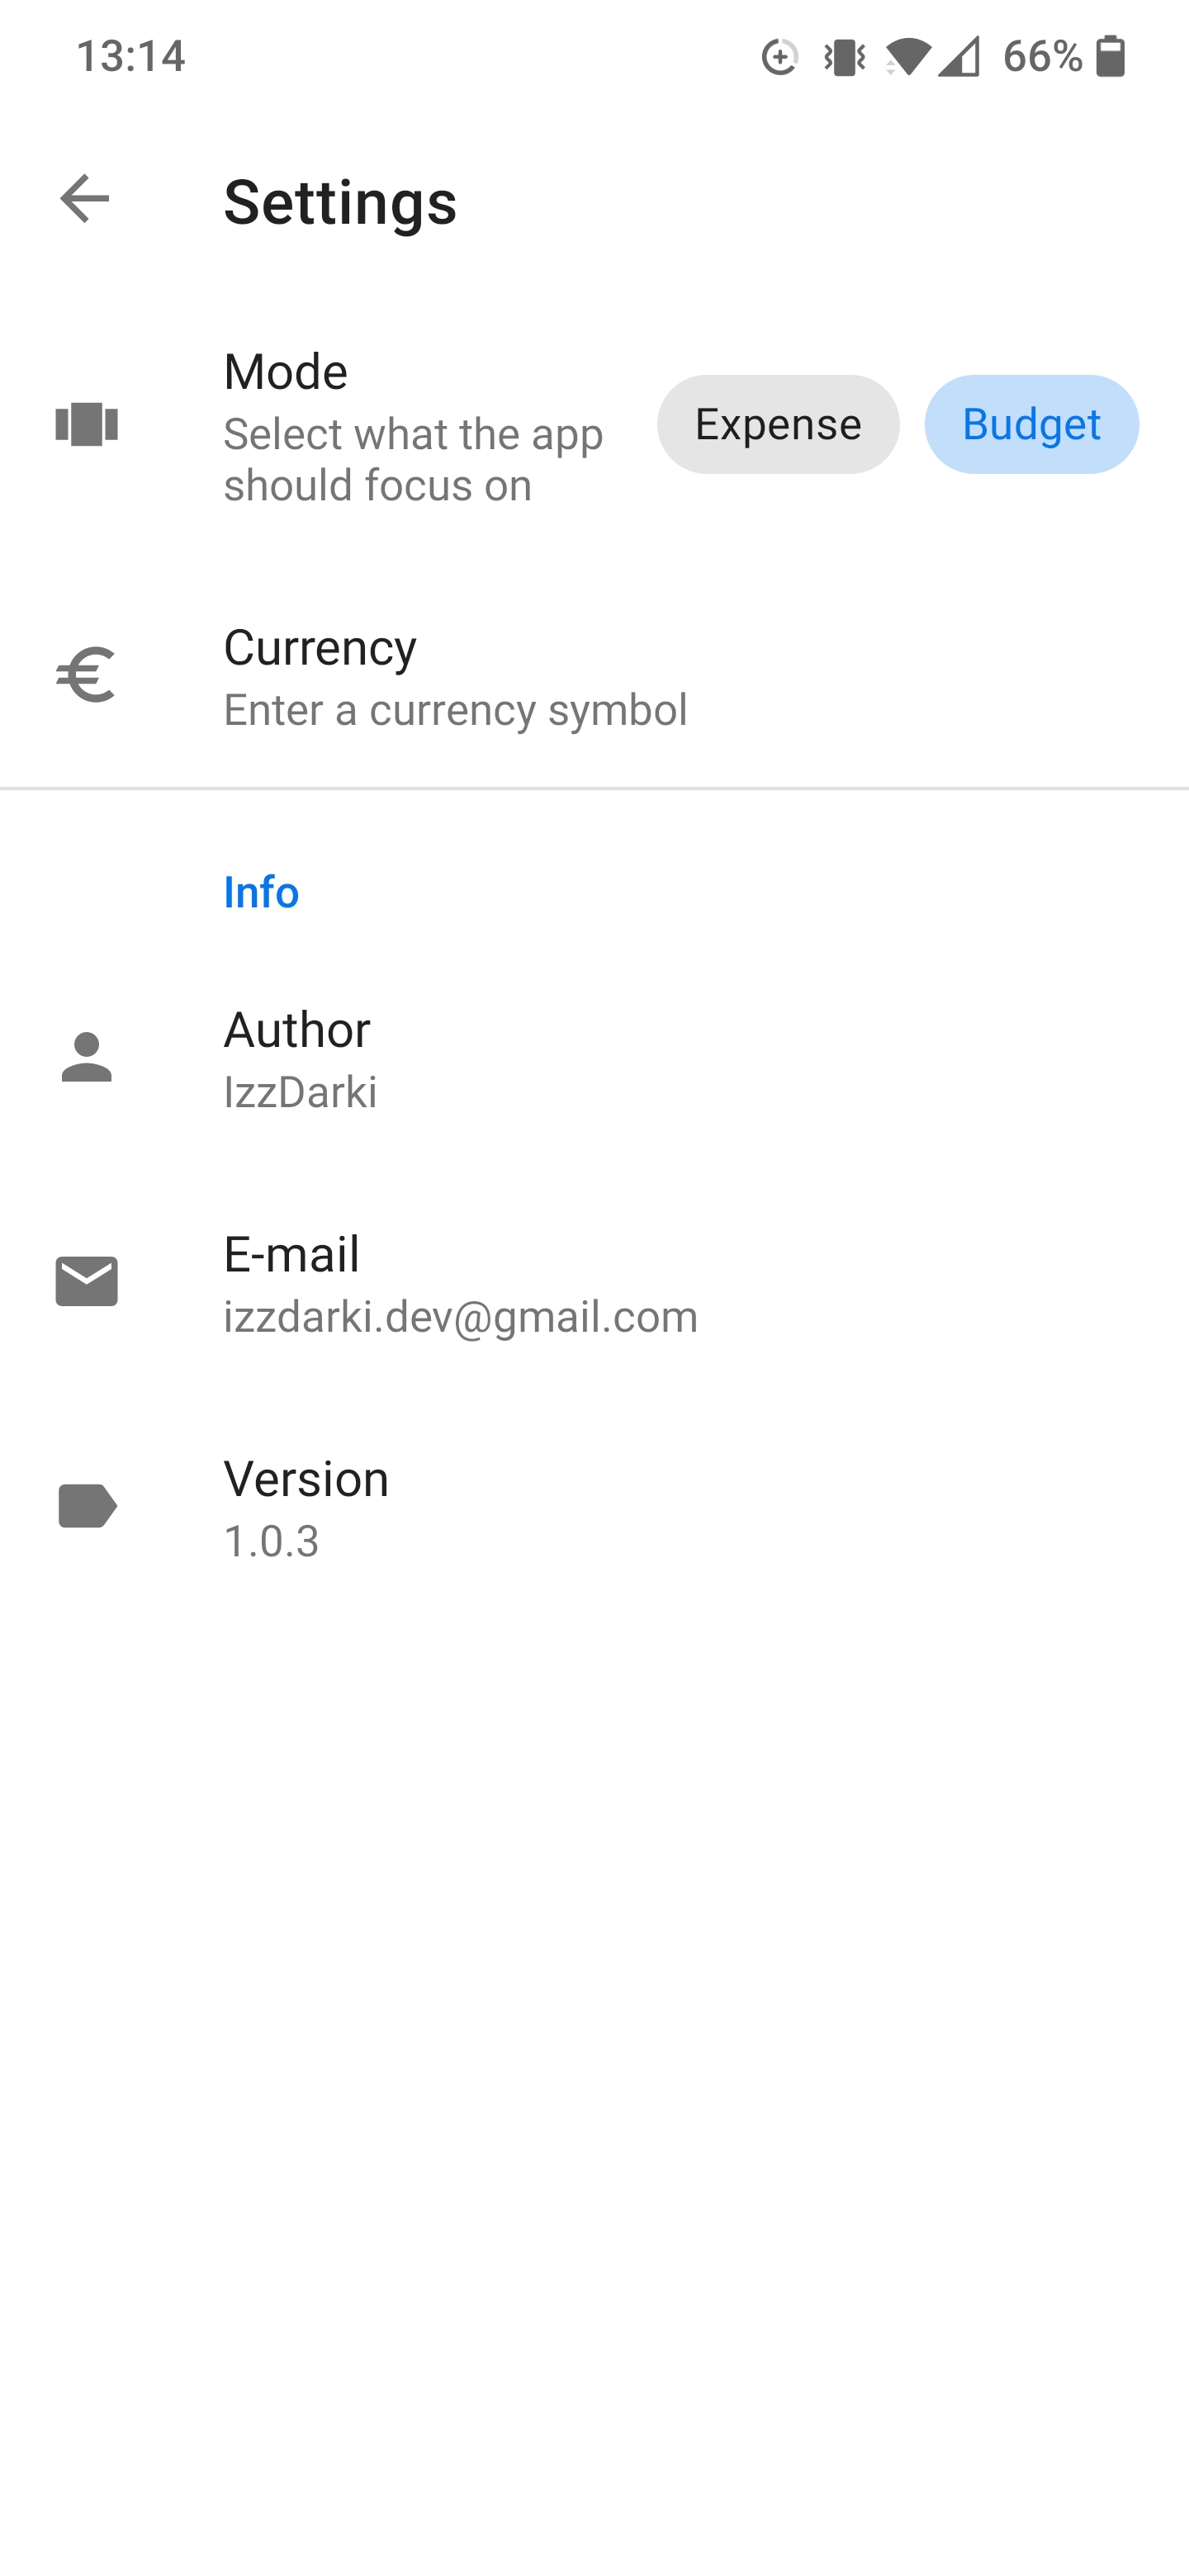 13:14 66%
Settings
Mode
Select what the app
should focus on
Expense Budget
Currency
Enter a currency symbol
Info
Author
IzzDarki
E-mail
izzdarki.dev@gmail.com
Version
1.0.3